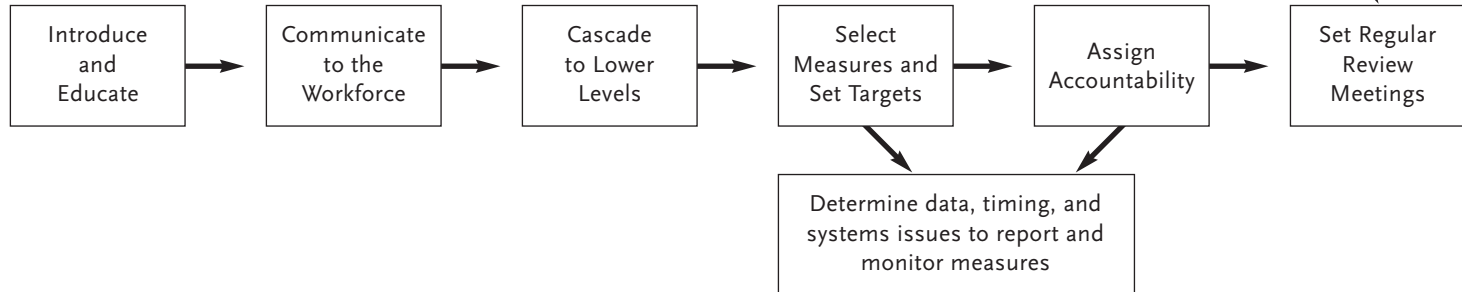 Introduce
and
Educate
Communicate
to the
Workforce
Cascade
to Lower
Levels
Select
Measures and
Set Targets
Assign
Accountability
Set Regular
Review
Meetings
Determine data, timing, and
systems issues to report and
monitor measures